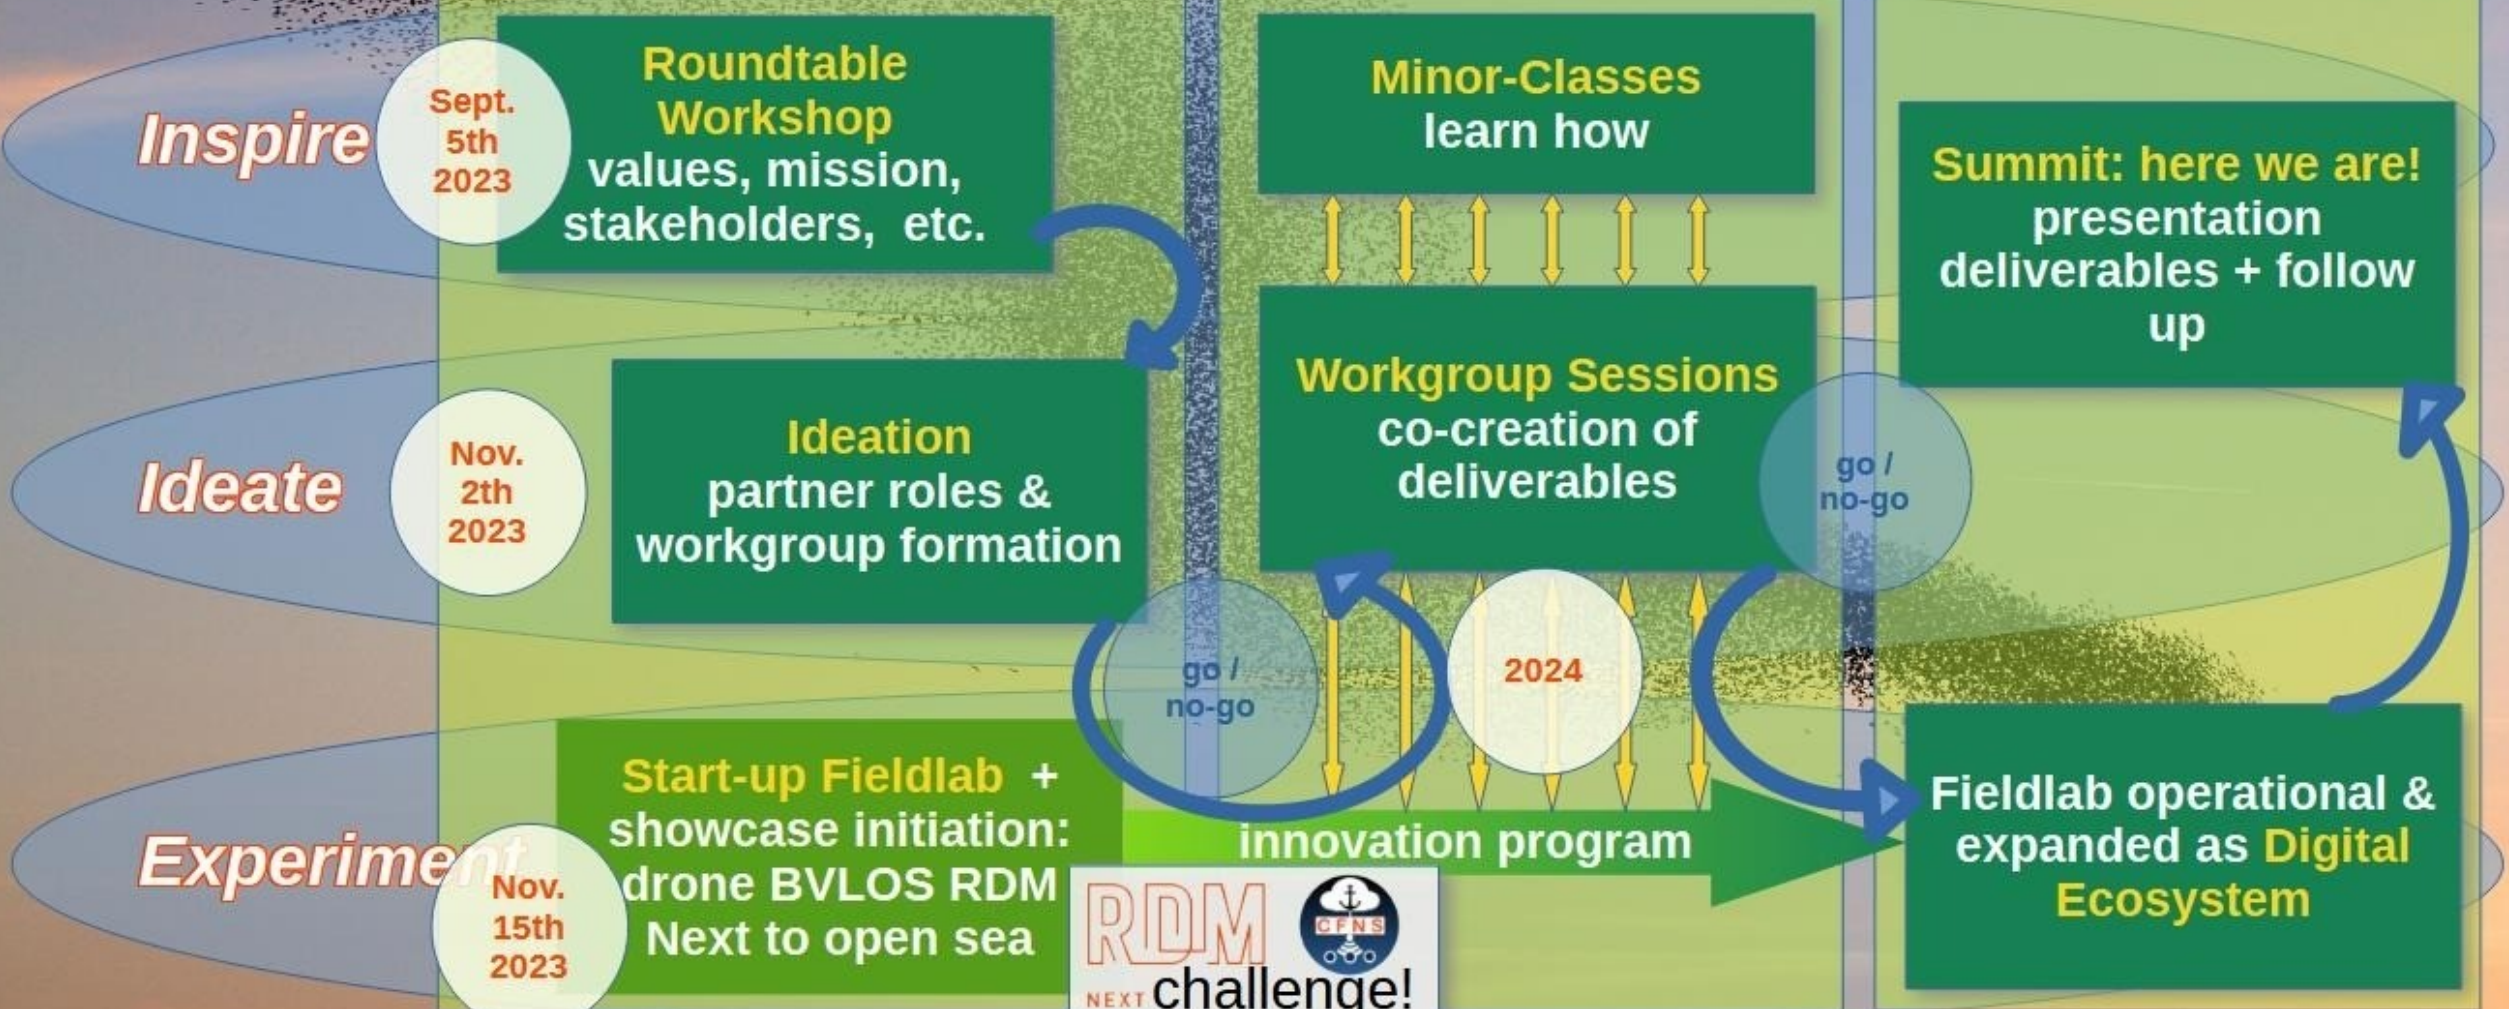 Inspire
Sept.
5th
2023
Roundtable
Workshop
values, mission,
stakeholders,  etc.
Minor-Classes
learn how
Summit: here we are!
presentation
deliverables + follow
up
Ideate
Nov.
2th
2023
Ideation
partner roles &
workgroup formation
Workgroup Sessions
co-creation of
deliverables
go /
no-go
go /
no-go
2024
Experiment
Nov.
15th
2023
Start-up Fieldlab  +
showcase initiation:
drone BVLOS RDM
Next to open sea
innovation program
Fieldlab operational &
expanded as Digital
Ecosystem
RDM
NEXT
CFNS
challenge!